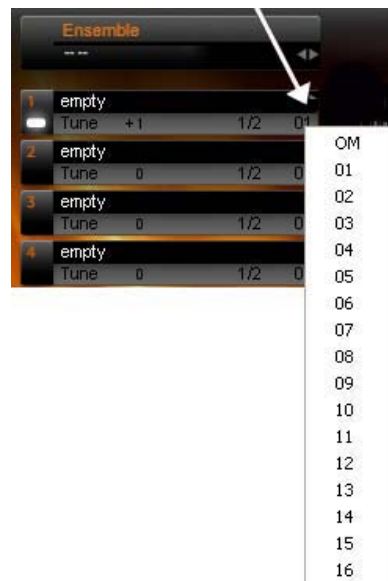 Ensemble
-- --
1 empty
Tune +1 1/2 01
2 empty
Tune 0 1/2 0
3 empty
Tune 0 1/2 0
4 empty
Tune 0 1/2 0
OM
01
02
03
04
05
06
07
08
09
10
11
12
13
14
15
16